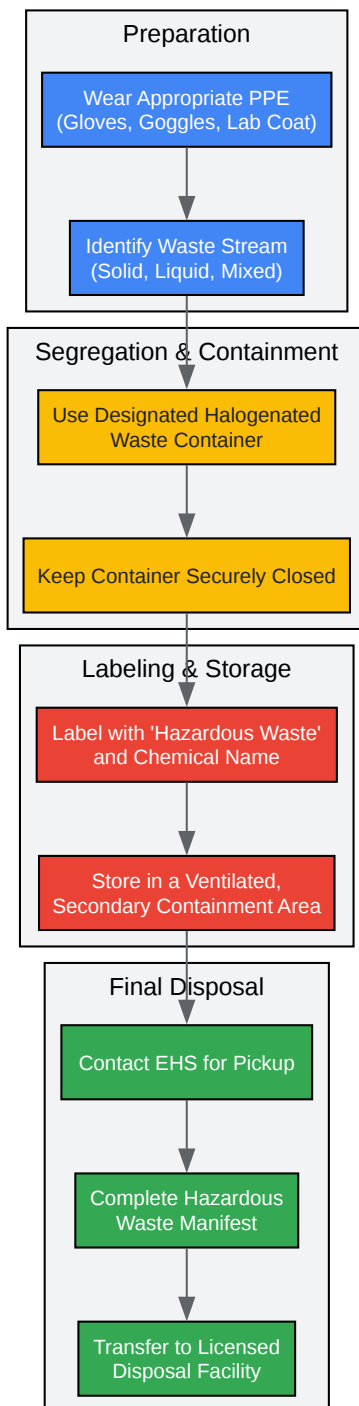 Preparation
Wear Appropriate PPE
(Gloves, Goggles, Lab Coat)
Identify Waste Stream
(Solid, Liquid, Mixed)
Segregation & Containment
Use Designated Halogenated
Waste Container
Keep Container Securely Closed
Labeling & Storage
Label with 'Hazardous Waste'
and Chemical Name
Store in a Ventilated,
Secondary Containment Area
Final Disposal
Contact EHS for Pickup
Complete Hazardous
Waste Manifest
Transfer to Licensed
Disposal Facility